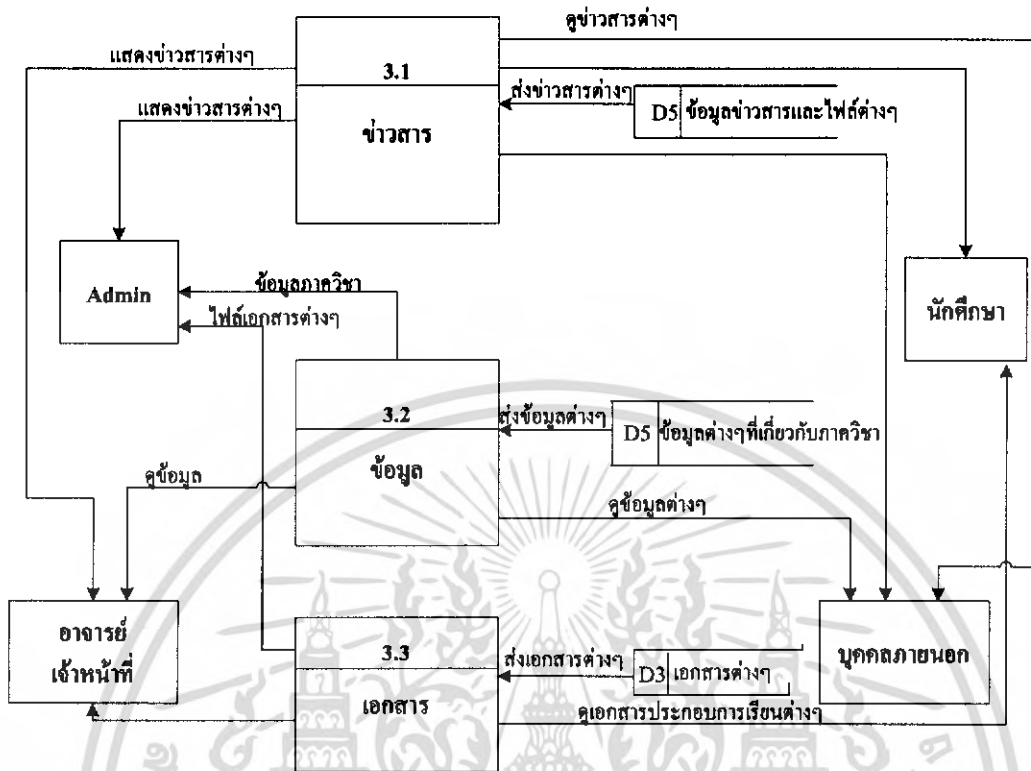 ดูข่าวสารต่างๆ
แสดงข่าวสารต่างๆ
3.1
ส่งข่าวสารต่างๆ
D5 ข้อมูลข่าวสารและไฟล์ต่างๆ
แสดงข่าวสารต่างๆ
ข่าวสาร
ข้อมูลภาควิชา
Admin
ไฟล์เอกสารต่างๆ
นักศึกษา
3.2
ส่งข้อมูลต่างๆ
D5 ข้อมูลต่างๆที่เกี่ยวกับภาควิชา
ข้อมูล
ดูข้อมูล
ดูข้อมูลต่างๆ
อาจารย์
เจ้าหน้าที่
3.3
ส่งเอกสารต่างๆ
D3 เอกสารต่างๆ
บุคคลภายนอก
เอกสาร
ดูเอกสารประกอบการเรียนต่างๆ